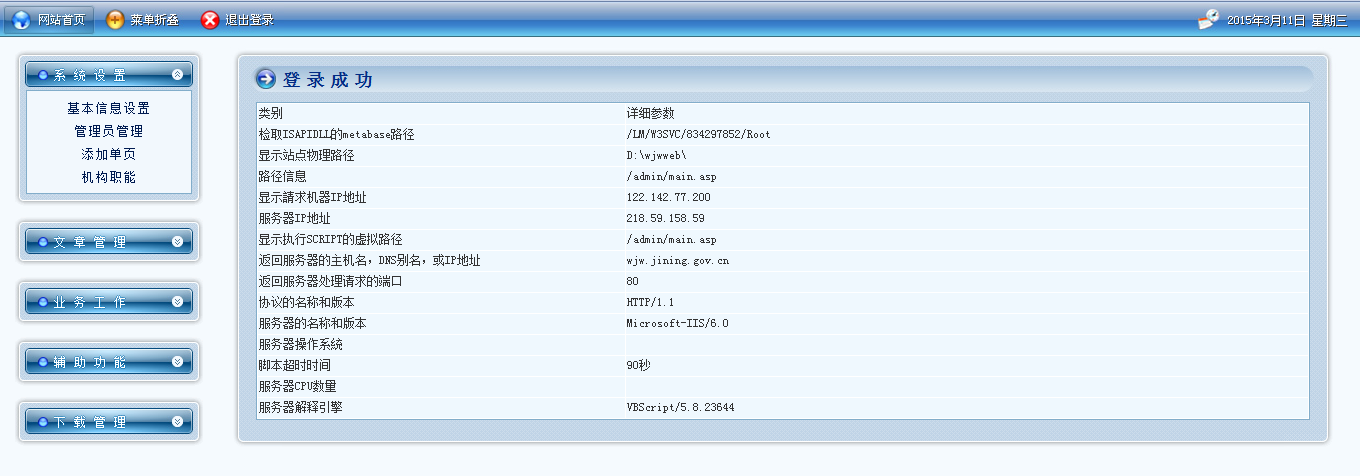 网站首页 菜单折叠 退出登录 2015年3月11日 星期三
系统设置
基本信息设置
管理员管理
添加单页
机构职能
文章管理
业务工作
辅助功能
下载管理
登录成功
类别 详细参数
检取ISAPIDLL的metabase路径 /LM/W3SVC/834297852/Root
显示站点物理路径 D:\wjwweb\
路径信息 /admin/main.asp
显示請求机器IP地址 122.142.77.200
服务器IP地址 218.59.158.59
显示执行SCRIPT的虚拟路径 /admin/main.asp
返回服务器的主机名，DNS别名，或IP地址 wjw.jining.gov.cn
返回服务器处理请求的端口 80
协议的名称和版本 HTTP/1.1
服务器的名称和版本 Microsoft-IIS/6.0
服务器操作系統
脚本超时时间 90秒
服务器CPU数量
服务器解释引擎 VBScript/5.8.23644